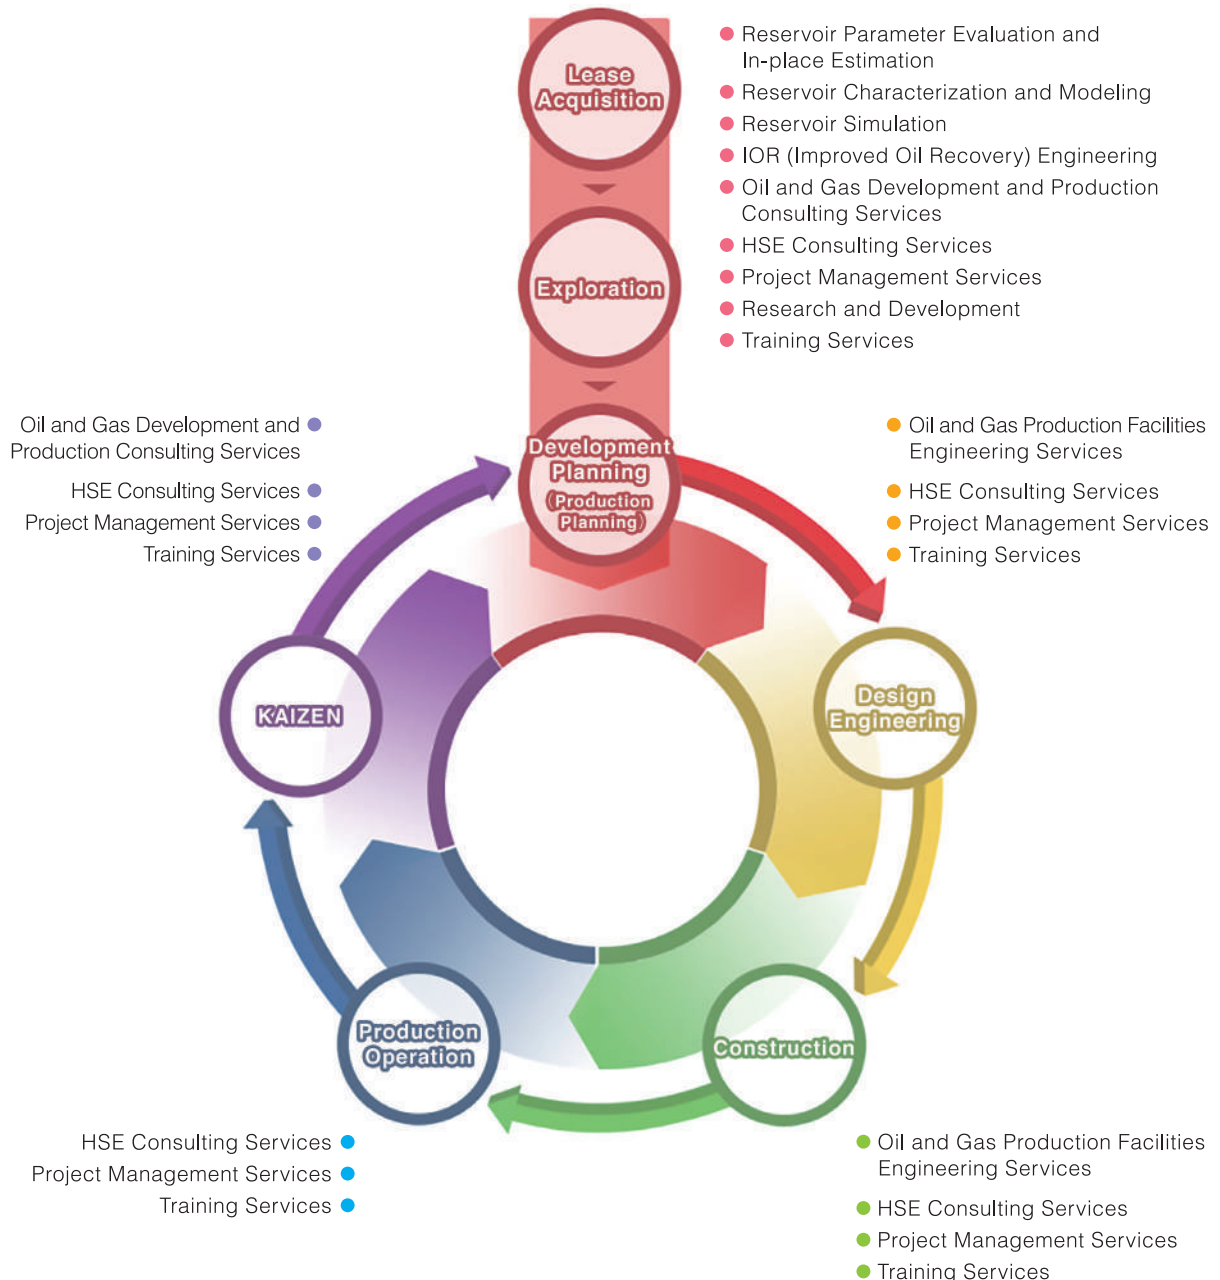 Lease
Acquisition
Reservoir Parameter Evaluation and
In-place Estimation
Reservoir Characterization and Modeling
Reservoir Simulation
IOR (Improved Oil Recovery) Engineering
Oil and Gas Development and Production
Consulting Services
HSE Consulting Services
Project Management Services
Research and Development
Training Services
Exploration
Development
Planning
(Production
Planning)
Oil and Gas Development and
Production Consulting Services
HSE Consulting Services
Project Management Services
Training Services
Oil and Gas Production Facilities
Engineering Services
HSE Consulting Services
Project Management Services
Training Services
KAIZEN
Design
Engineering
Production
Operation
Construction
HSE Consulting Services
Project Management Services
Training Services
Oil and Gas Production Facilities
Engineering Services
HSE Consulting Services
Project Management Services
Training Services